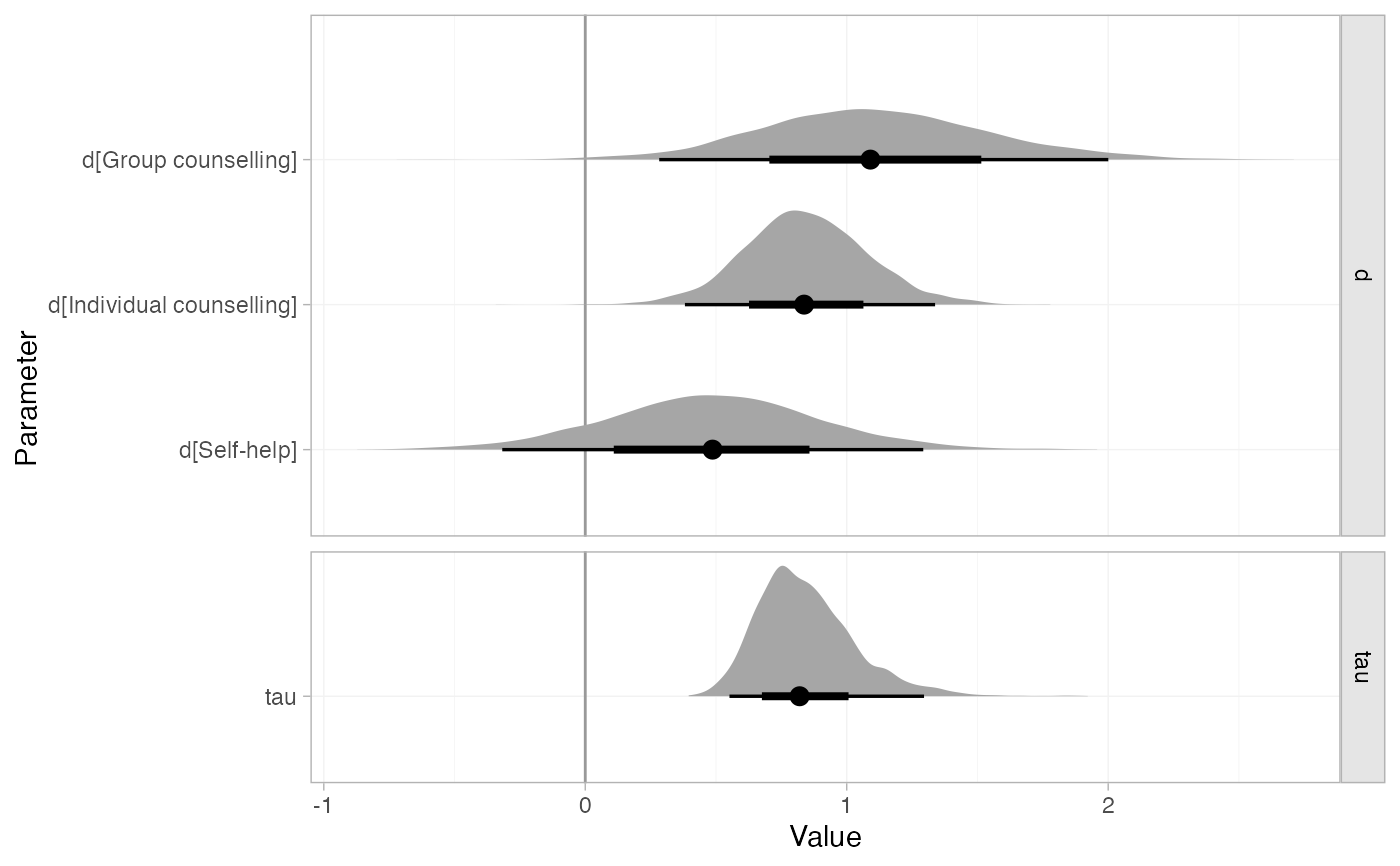 Parameter
d[Group counselling]
d[Individual counselling]
d[Self-help]
d
tau
tau
-1
0
1
2
Value